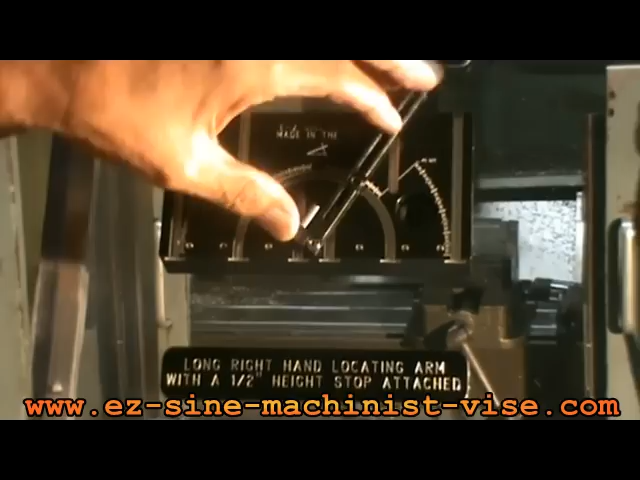 MADE IN THE
LONG RIGHT HAND LOCATING ARM
WITH A 1/2" HEIGHT STOP ATTACHED
www.ez-sine-machinist-vise.com